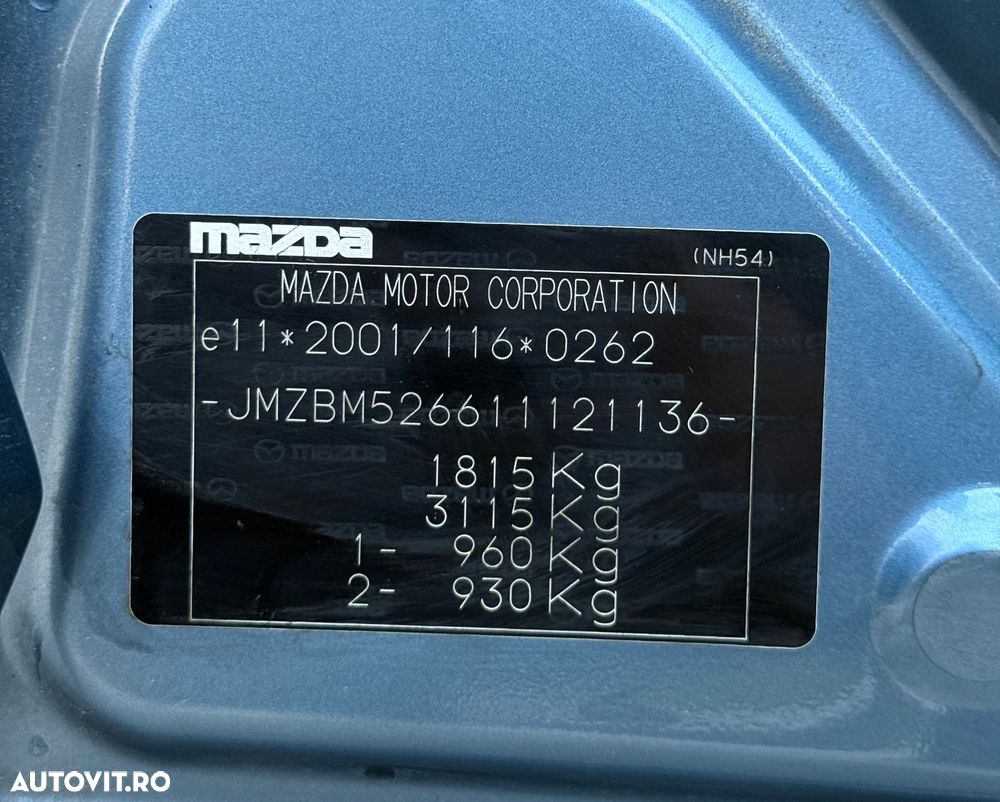 mazda
(NH54)
MAZDA MOTOR CORPORATION
e11*2001/116*0262
-JMZBM526611121136-
1815Kg
3115Kg
1- 960Kg
2- 930Kg
AUTOVIT.RO